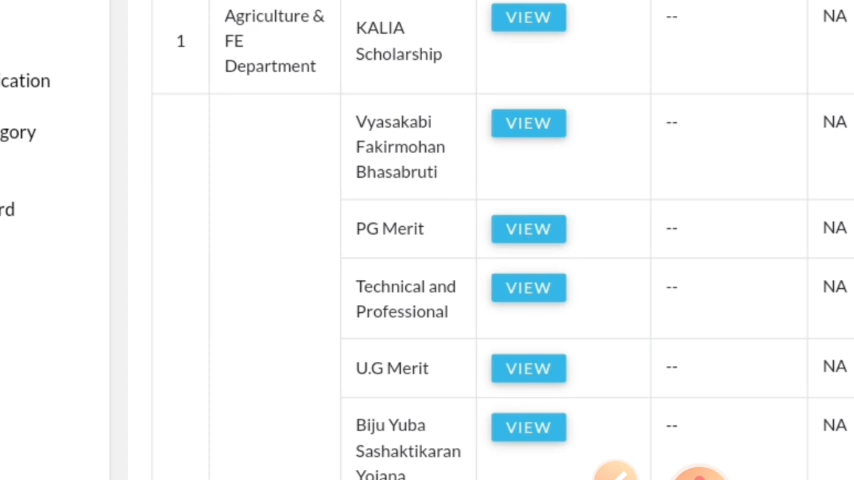 Agriculture &
FE
Department
1
KALIA
Scholarship
VIEW
--
NA
Vyasakabi
Fakirmohan
Bhasabruti
VIEW
--
NA
PG Merit
VIEW
--
NA
Technical and
Professional
VIEW
--
NA
U.G Merit
VIEW
--
NA
Biju Yuba
Sashaktikaran
Yojana
VIEW
--
NA
ication
gory
rd